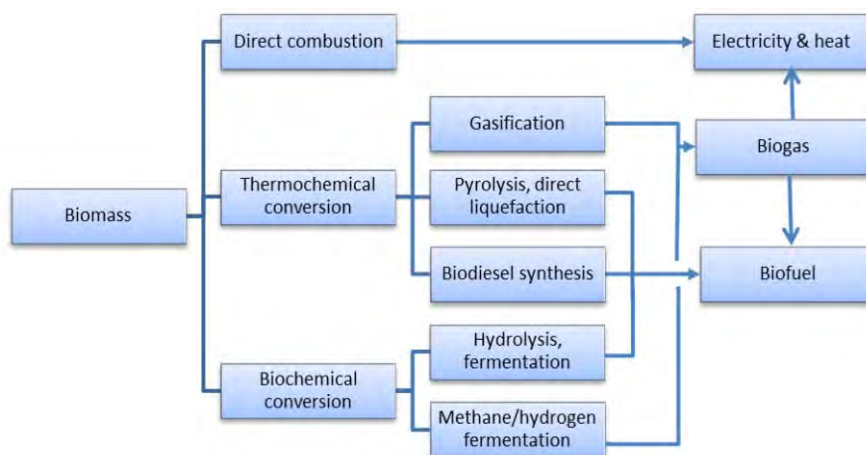 Direct combustion
Electricity & heat
Gasification
Biogas
Thermochemical
conversion
Pyrolysis, direct
liquefaction
Biomass
Biodiesel synthesis
Biofuel
Hydrolysis,
fermentation
Biochemical
conversion
Methane/hydrogen
fermentation